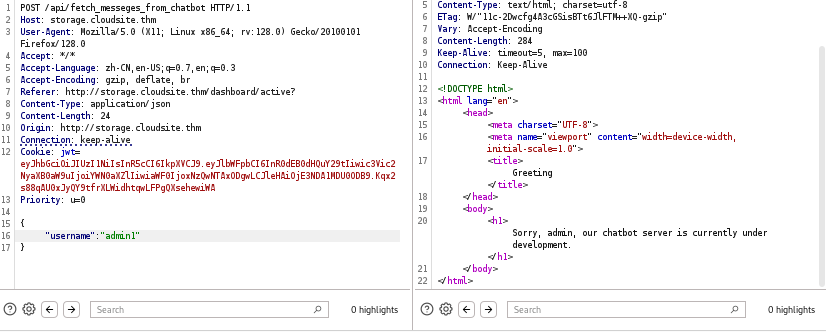 1 POST /api/fetch_messeges_from_chatbot HTTP/1.1
2 Host: storage.cloudsite.thm
3 User-Agent: Mozilla/5.0 (X11; Linux x86_64; rv:128.0) Gecko/20100101
Firefox/128.0
4 Accept: */*
5 Accept-Language: zh-CN,en-US;q=0.7,en;q=0.3
6 Accept-Encoding: gzip, deflate, br
7 Referer: http://storage.cloudsite.thm/dashboard/active?
8 Content-Type: application/json
9 Content-Length: 24
10 Origin: http://storage.cloudsite.thm
11 Connection: keep-alive
12 Cookie: jwt=
13 Priority: u=0
14
15 {
16 "username":"admin1"
17 }
Search
0 highlights
5 Content-Type: text/html; charset=utf-8
6 ETag: W/"11c-2Dwcfg4A3cGSisBTt6JlFTM++XQ-gzip"
7 Vary: Accept-Encoding
8 Content-Length: 284
9 Keep-Alive: timeout=5, max=100
10 Connection: Keep-Alive
11
12 <!DOCTYPE html>
13 <html lang="en">
14 <head>
15 <meta charset="UTF-8">
16 <meta name="viewport" content="width=device-width,
initial-scale=1.0">
17 <title>
Greeting
</title>
18 </head>
19 <body>
20 <h1>
Sorry, admin, our chatbot server is currently under
development.
</h1>
21 </body>
22 </html>
Search
0 highlights